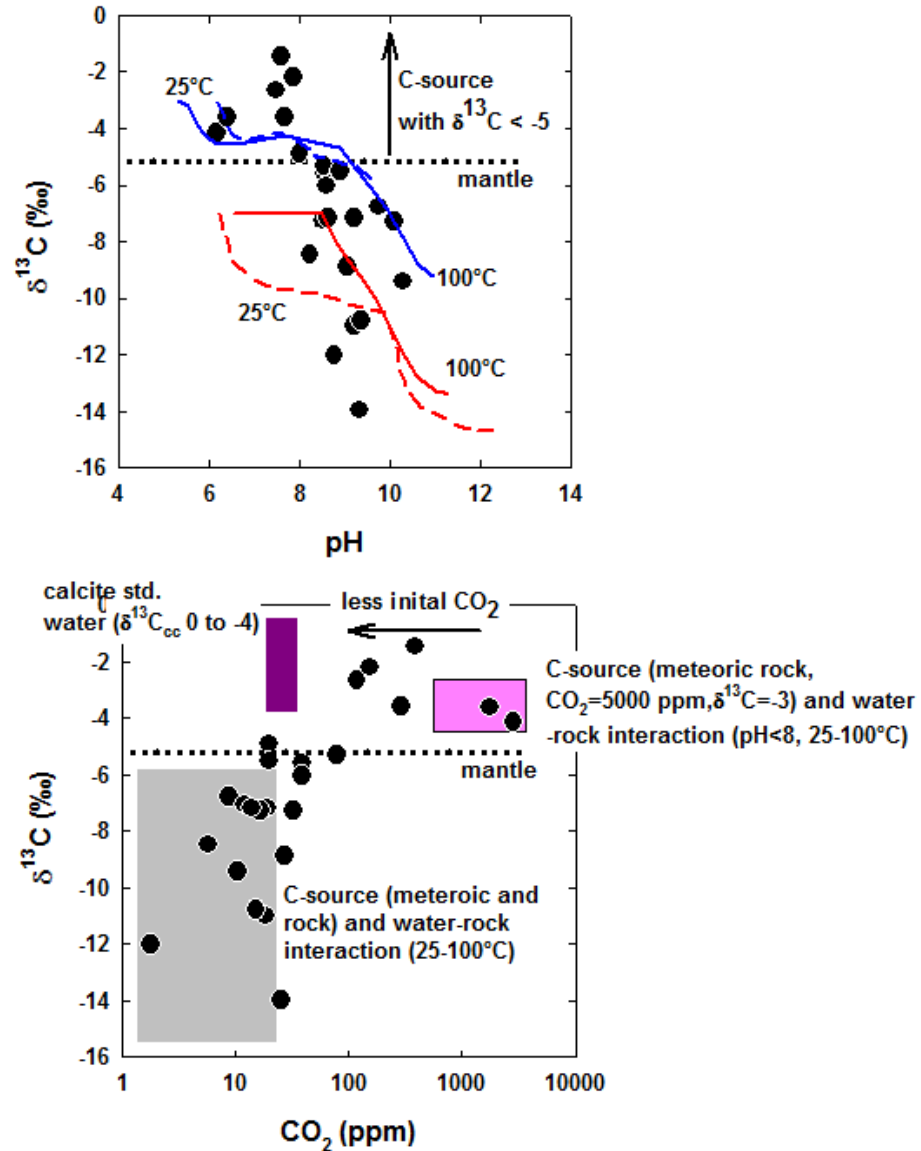 0
-2
-4
-6
-8
-10
-12
-14
-16
δ¹³C (‰)
25°C
C-source
with δ¹³C < -5
mantle
100°C
25°C
100°C
4 6 8 10 12 14
pH
calcite std.
water (δ¹³C_cc 0 to -4)
less inital CO₂
C-source (meteoric rock,
CO₂=5000 ppm,δ¹³C=-3) and water
-rock interaction (pH<8, 25-100°C)
mantle
C-source (meteroic and
rock) and water-rock
interaction (25-100°C)
-2
-4
-6
-8
-10
-12
-14
-16
δ¹³C (‰)
1 10 100 1000 10000
CO₂ (ppm)